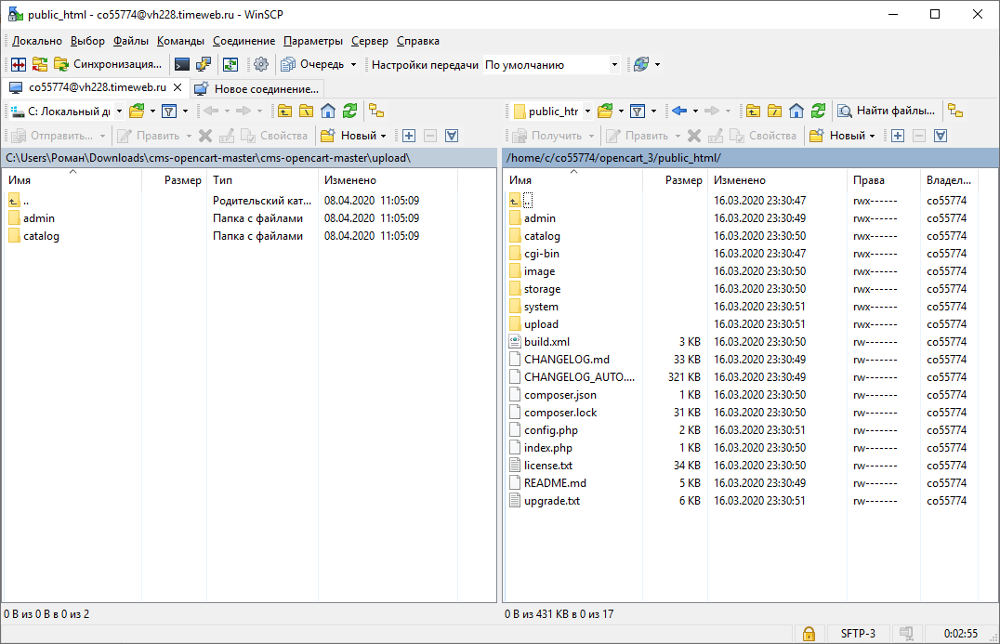 public_html - co55774@vh228.timeweb.ru - WinSCP
Локально Выбор Файлы Команды Соединение Параметры Сервер Справка
Синхронизация... Очередь Настройки передачи По умолчанию
co55774@vh228.timeweb.ru Новое соединение...
C: Локальный ди public_htr Найти файлы...
Отправить... Править Свойства Новый Получить Править Свойства Новый
C:\Users\Роман\Downloads\cms-opencart-master\cms-opencart-master\upload\
Имя Размер Тип Изменено
.. Родительский кат... 08.04.2020 11:05:09
admin Папка с файлами 08.04.2020 11:05:09
catalog Папка с файлами 08.04.2020 11:05:09
0 B из 0 B в 0 из 2
/home/c/co55774/opencart_3/public_html/
Имя Размер Изменено Права Владел...
.. 16.03.2020 23:30:47 rwx------ co55774
admin 16.03.2020 23:30:49 rwx------ co55774
catalog 16.03.2020 23:30:50 rwx------ co55774
cgi-bin 16.03.2020 23:30:47 rwx------ co55774
image 16.03.2020 23:30:50 rwx------ co55774
storage 16.03.2020 23:30:50 rwx------ co55774
system 16.03.2020 23:30:51 rwx------ co55774
upload 16.03.2020 23:30:51 rwx------ co55774
build.xml 3 KB 16.03.2020 23:30:50 rw------- co55774
CHANGELOG.md 33 KB 16.03.2020 23:30:49 rw------- co55774
CHANGELOG_AUTO.... 321 KB 16.03.2020 23:30:49 rw------- co55774
composer.json 1 KB 16.03.2020 23:30:50 rw------- co55774
composer.lock 31 KB 16.03.2020 23:30:50 rw------- co55774
config.php 2 KB 16.03.2020 23:30:51 rw------- co55774
index.php 1 KB 16.03.2020 23:30:50 rw------- co55774
license.txt 34 KB 16.03.2020 23:30:50 rw------- co55774
README.md 5 KB 16.03.2020 23:30:49 rw------- co55774
upgrade.txt 6 KB 16.03.2020 23:30:51 rw------- co55774
0 B из 431 KB в 0 из 17
SFTP-3 0:02:55